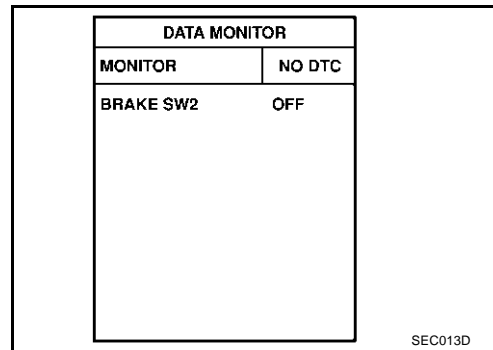 DATA MONITOR
MONITOR NO DTC
BRAKE SW2 OFF
SEC013D